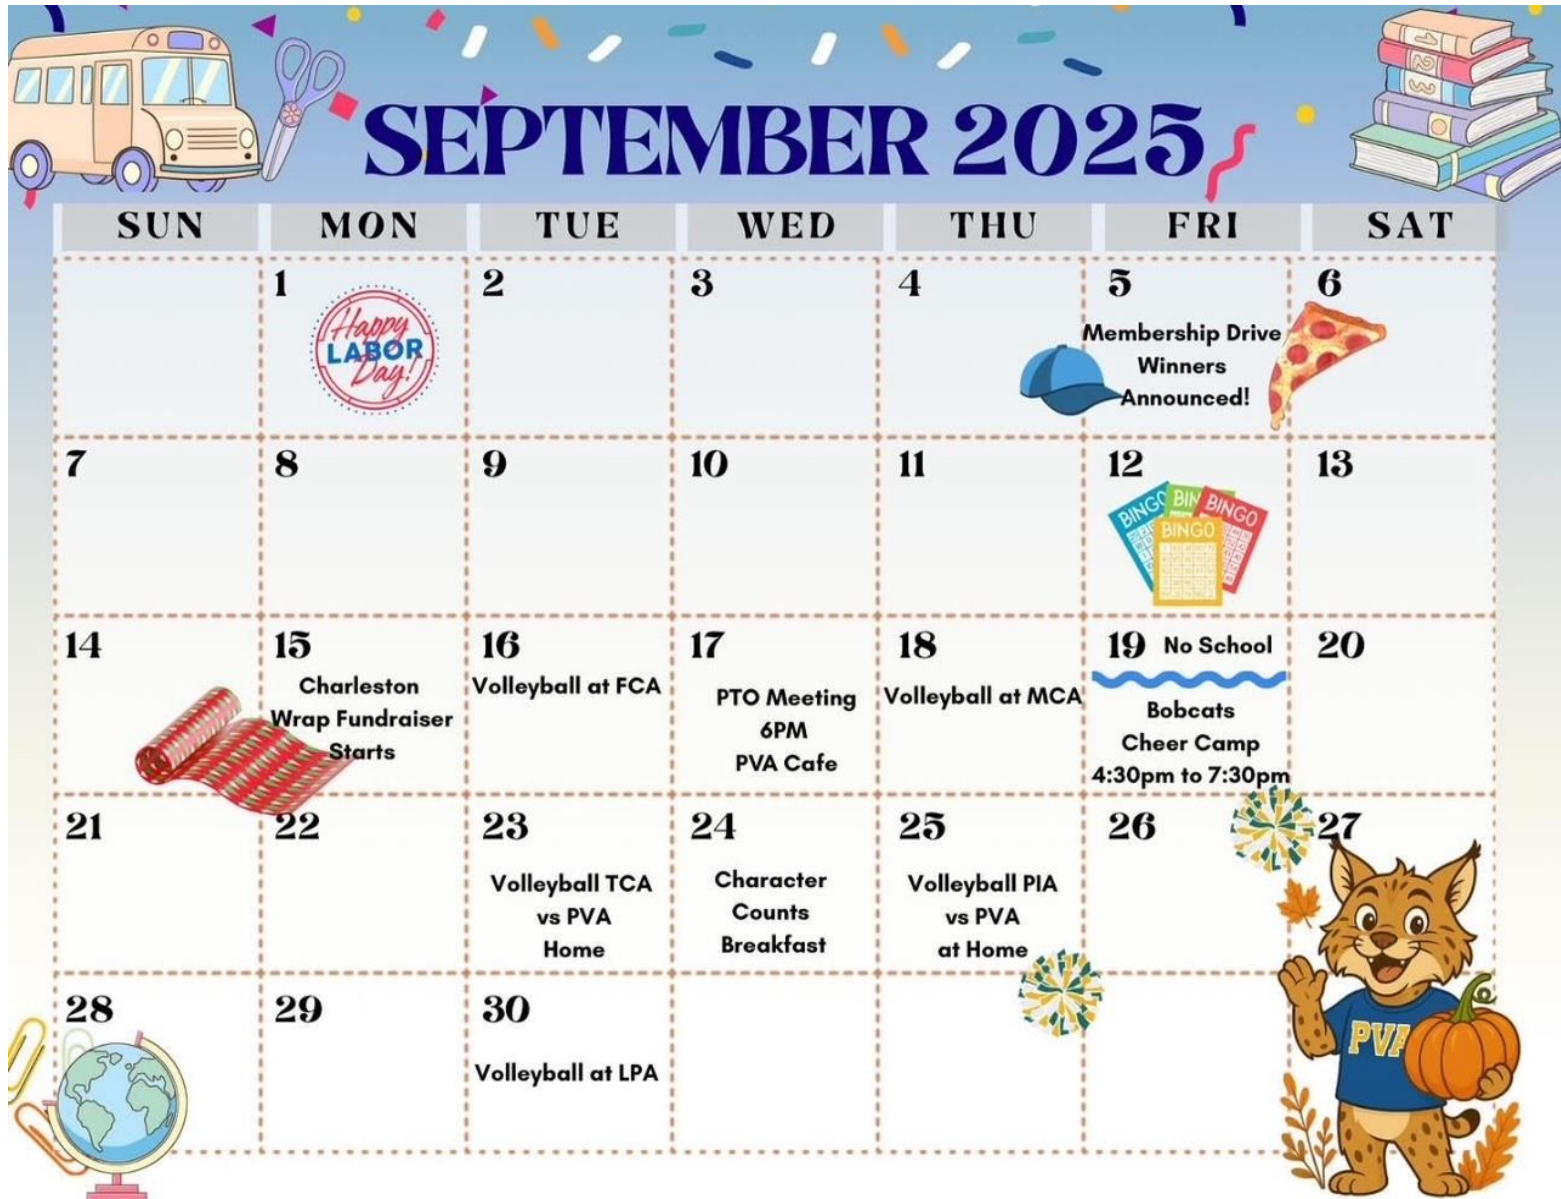 SEPTEMBER 2025
SUN MON TUE WED THU FRI SAT
1 2 3 4 5 6
Happy
LABOR
Day!
Membership Drive
Winners
Announced!
7 8 9 10 11 12 13
BINGO BIN BINGO
BINGO
14 15 16 17 18 19 No School 20
Charleston
Wrap Fundraiser
Starts
Volleyball at FCA
PTO Meeting
6PM
PVA Cafe
Volleyball at MCA
Bobcats
Cheer Camp
4:30pm to 7:30pm
21 22 23 24 25 26 27
Volleyball TCA
vs PVA
Home
Character
Counts
Breakfast
Volleyball PIA
vs PVA
at Home
28 29 30
Volleyball at LPA
PVA